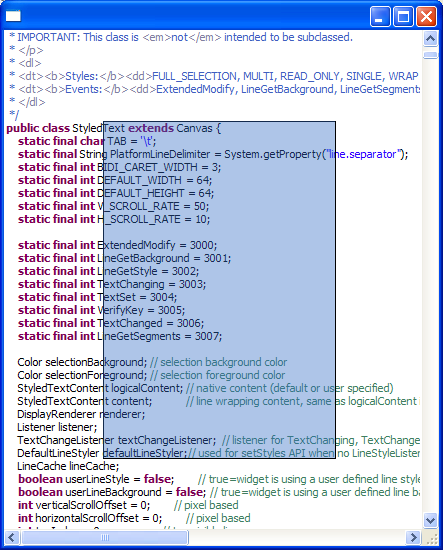 * IMPORTANT: This class is <em>not</em> intended to be subclassed.
* </p>
* <dl>
* <dt><b>Styles:</b><dd>FULL_SELECTION, MULTI, READ_ONLY, SINGLE, WRAP
* <dt><b>Events:</b><dd>ExtendedModify, LineGetBackground, LineGetSegments
* </dl>
*/
public class StyledText extends Canvas {
static final char TAB = '\t';
static final String PlatformLineDelimiter = System.getProperty("line.separator");
static final int BIDI_CARET_WIDTH = 3;
static final int DEFAULT_WIDTH = 64;
static final int DEFAULT_HEIGHT = 64;
static final int V_SCROLL_RATE = 50;
static final int H_SCROLL_RATE = 10;
static final int ExtendedModify = 3000;
static final int LineGetBackground = 3001;
static final int LineGetStyle = 3002;
static final int TextChanging = 3003;
static final int TextSet = 3004;
static final int VerifyKey = 3005;
static final int TextChanged = 3006;
static final int LineGetSegments = 3007;
Color selectionBackground; // selection background color
Color selectionForeground; // selection foreground color
StyledTextContent logicalContent; // native content (default or user specified)
StyledTextContent content; // line wrapping content, same as logicalContent
DisplayRenderer renderer;
Listener listener;
TextChangeListener textChangeListener; // listener for TextChanging, TextChange
DefaultLineStyler defaultLineStyler; // used for setStyles API when no LineStyleListe
LineCache lineCache;
boolean userLineStyle = false; // true=widget is using a user defined line style
boolean userLineBackground = false; // true=widget is using a user defined line ba
int verticalScrollOffset = 0; // pixel based
int horizontalScrollOffset = 0; // pixel based